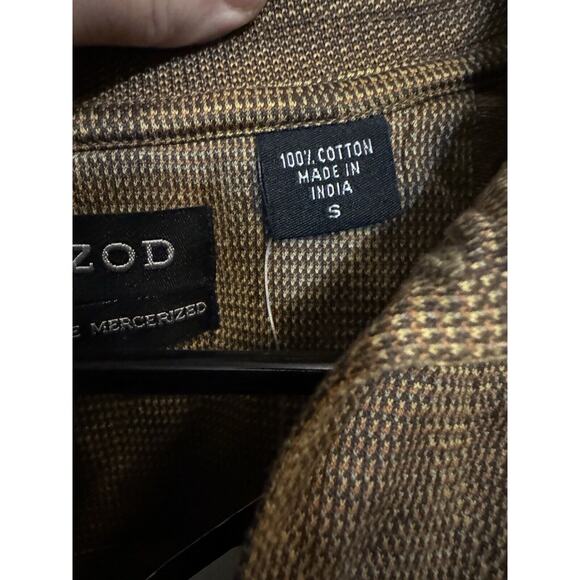 ZOD
E MERCERIZED
100% COTTON
MADE IN
INDIA
S